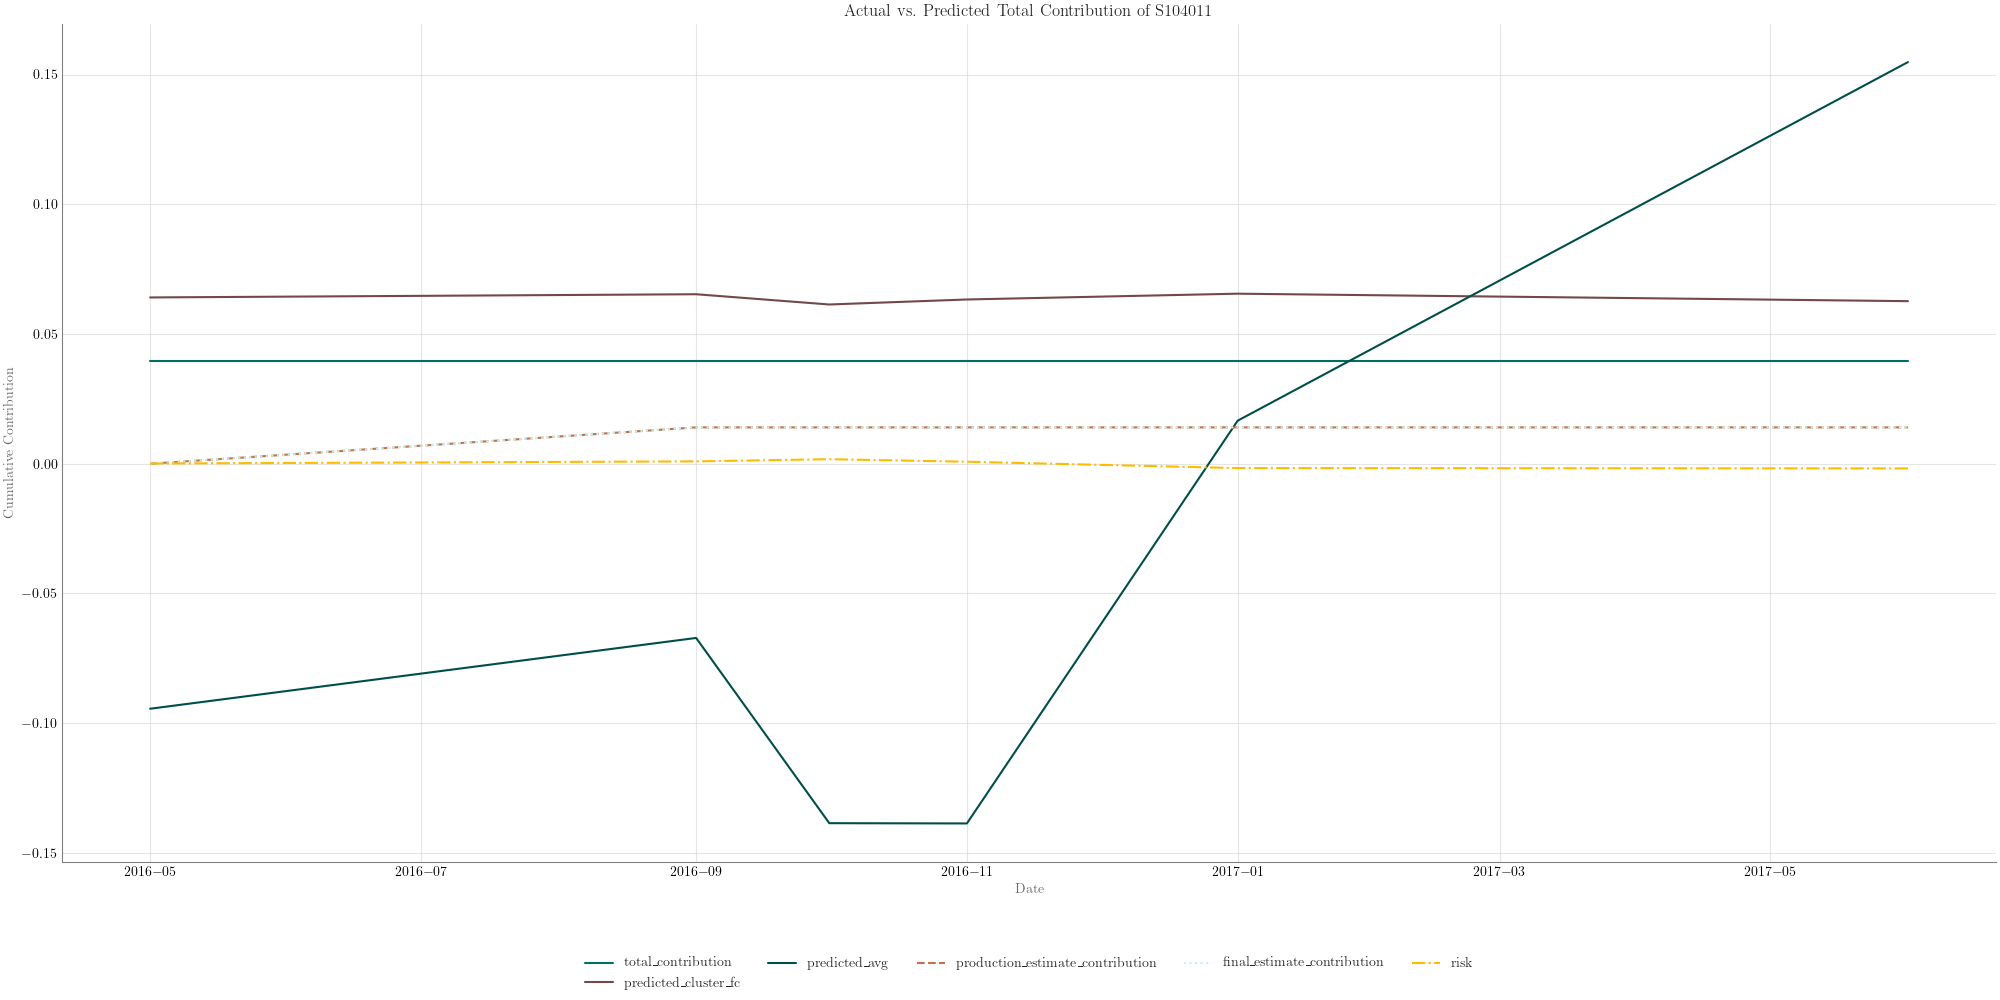 Actual vs. Predicted Total Contribution of S104011
Cumulative Contribution
0.15
0.10
0.05
0.00
−0.05
−0.10
−0.15
2016−05 2016−07 2016−09 2016−11 2017−01 2017−03 2017−05
Date
total_contribution predicted_avg production_estimate_contribution final_estimate_contribution risk
predicted_cluster_fc